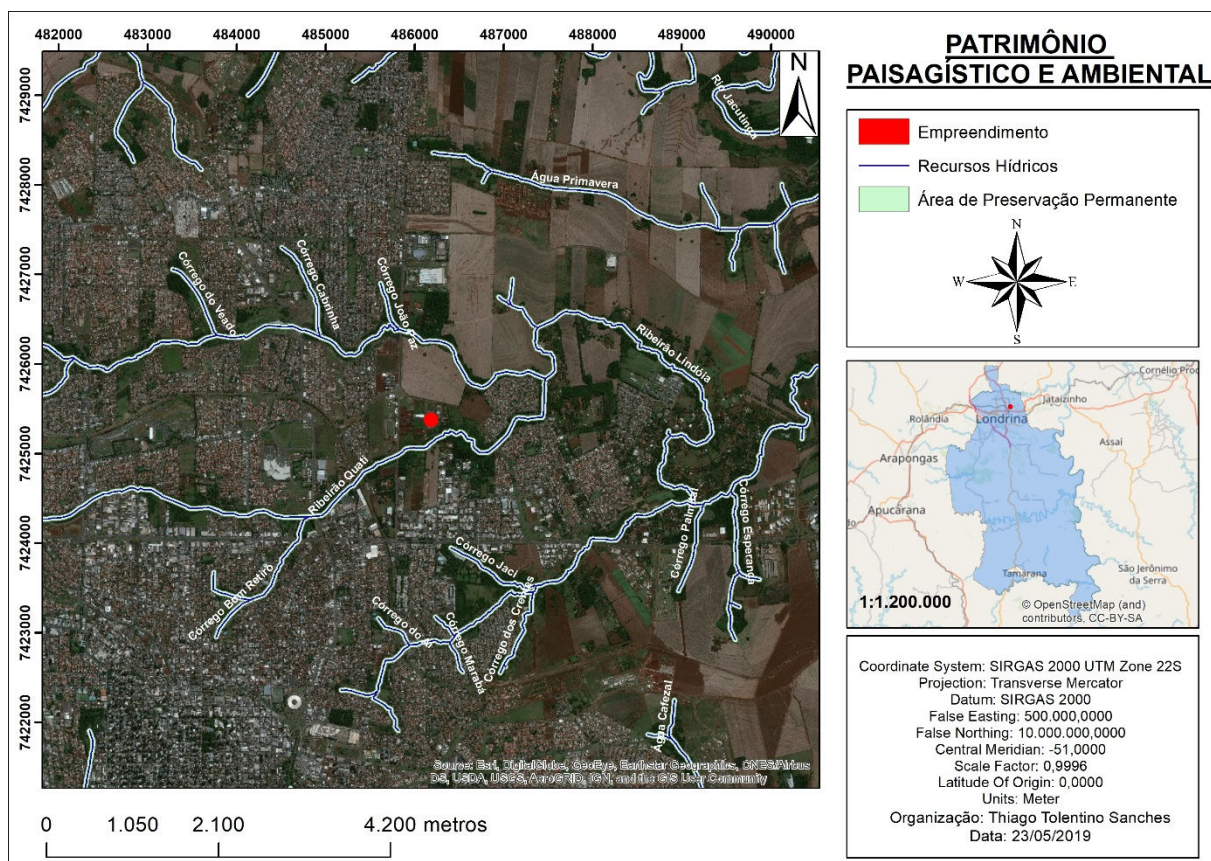 PATRIMÔNIO
PAISAGÍSTICO E AMBIENTAL
482000 483000 484000 485000 486000 487000 488000 489000 490000
7429000
7428000
7427000
7426000
7425000
7424000
7423000
7422000
N
Rio Jacutinga
Água Primavera
Córrego do Veado
Córrego Cabrinha
Córrego João Paz
Ribeirão Lindóia
Ribeirão Quati
Córrego Bom Retiro
Córrego Jaci
Córrego dos Crentes
Córrego Marabá
Córrego Palmital
Córrego Esperança
Água Cafezal
Source: Esri, DigitalGlobe, GeoEye, Earthstar Geographics, CNES/Airbus
DS, USDA, USGS, AeroGRID, IGN, and the GIS User Community
0 1.050 2.100 4.200 metros
Empreendimento
Recursos Hídricos
Área de Preservação Permanente
N
W E
S
Cornélio Proc
Rolândia
Londrina
Jataizinho
Arapongas
Assaí
Apucarana
Tamarana
São Jerônimo
da Serra
1:1.200.000
© OpenStreetMap (and)
contributors, CC-BY-SA
Coordinate System: SIRGAS 2000 UTM Zone 22S
Projection: Transverse Mercator
Datum: SIRGAS 2000
False Easting: 500.000,0000
False Northing: 10.000.000,0000
Central Meridian: -51,0000
Scale Factor: 0,9996
Latitude Of Origin: 0,0000
Units: Meter
Organização: Thiago Tolentino Sanches
Data: 23/05/2019